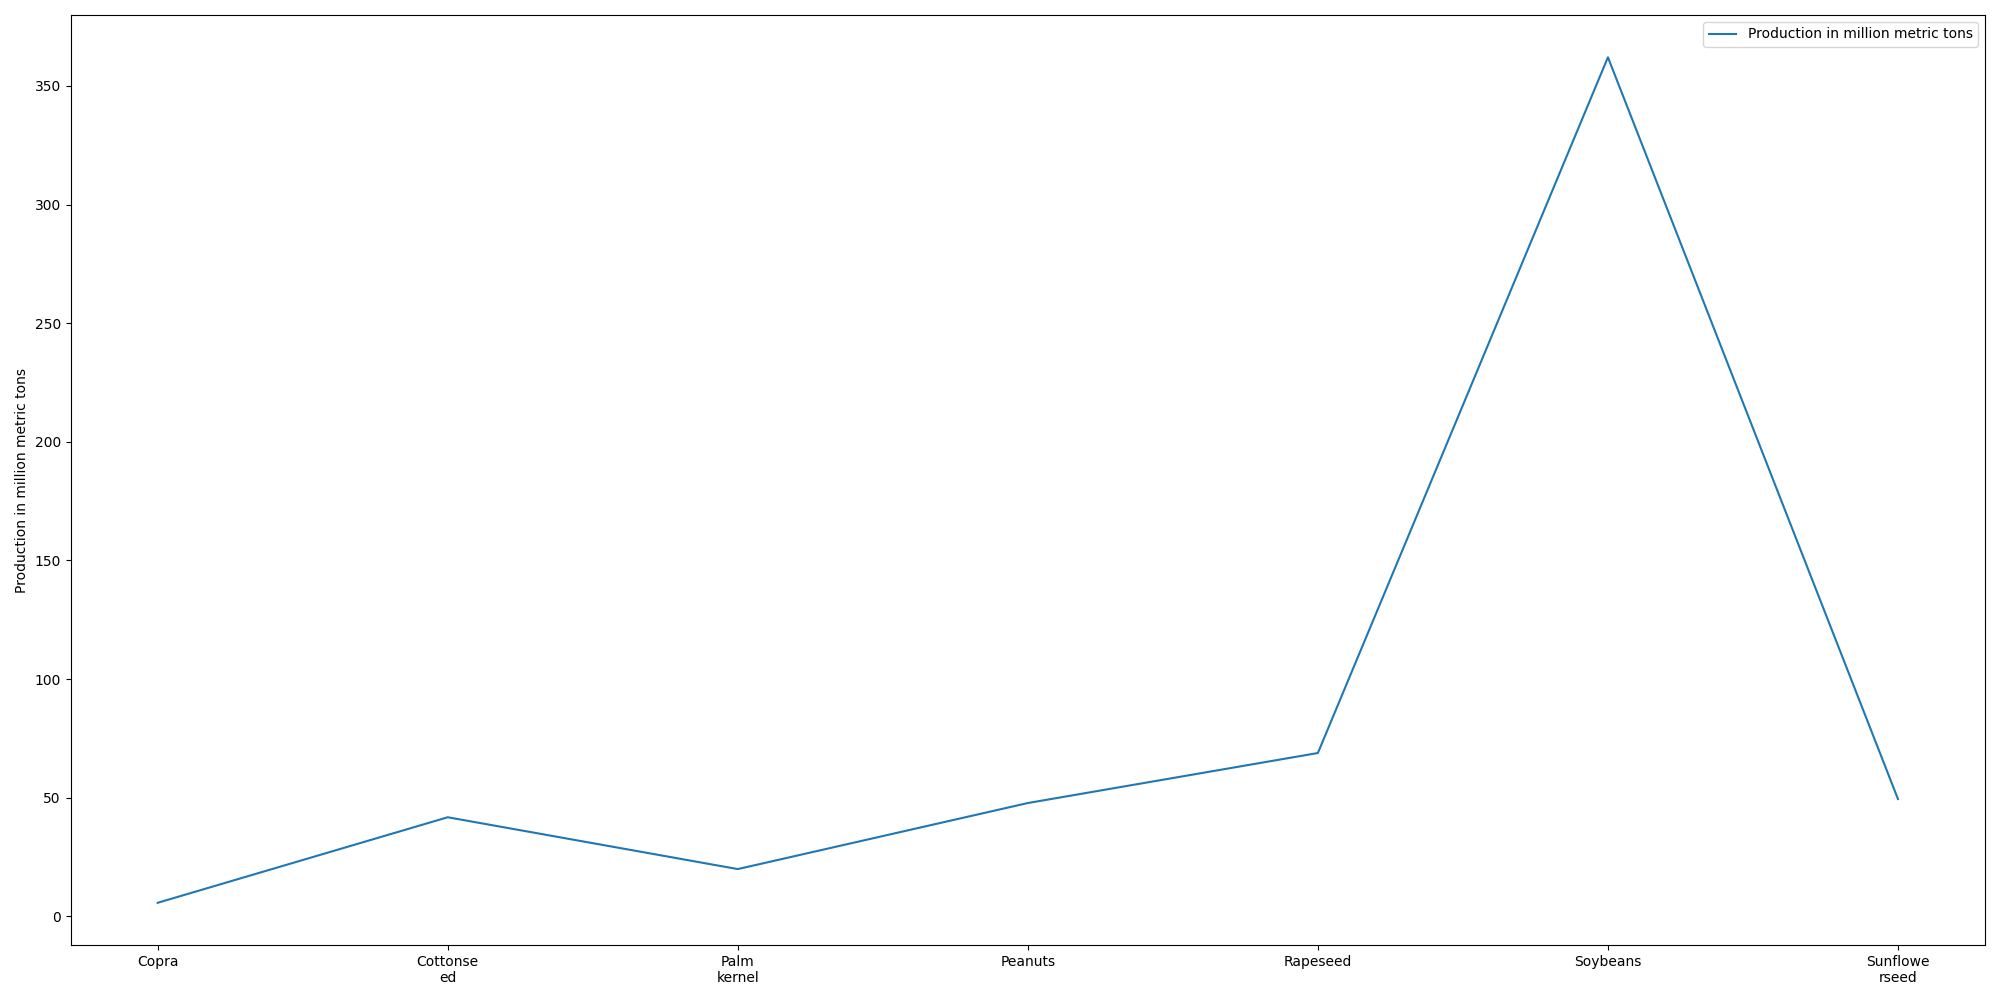 Production in million metric tons
Production in million metric tons
350
300
250
200
150
100
50
0
Copra
Cottonse
ed
Palm
kernel
Peanuts
Rapeseed
Soybeans
Sunflowe
rseed